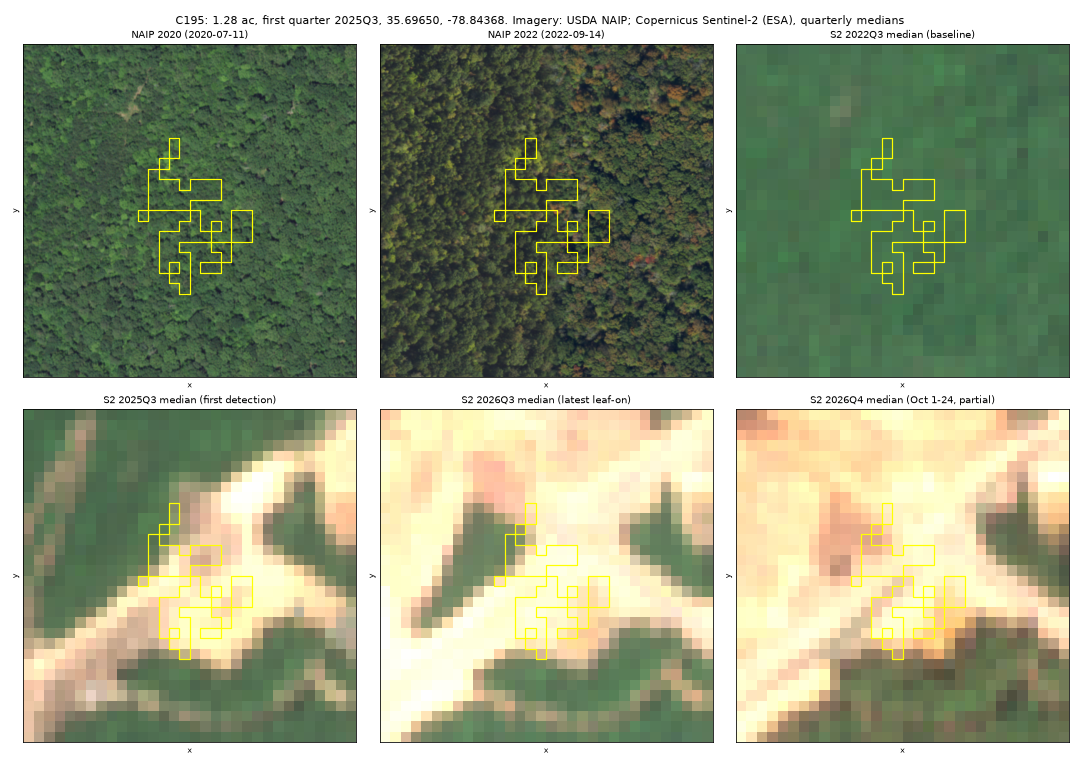 C195: 1.28 ac, first quarter 2025Q3, 35.69650, -78.84368. Imagery: USDA NAIP; Copernicus Sentinel-2 (ESA), quarterly medians
NAIP 2020 (2020-07-11)
NAIP 2022 (2022-09-14)
S2 2022Q3 median (baseline)
y
y
y
x
x
x
S2 2025Q3 median (first detection)
S2 2026Q3 median (latest leaf-on)
S2 2026Q4 median (Oct 1-24, partial)
y
y
y
x
x
x